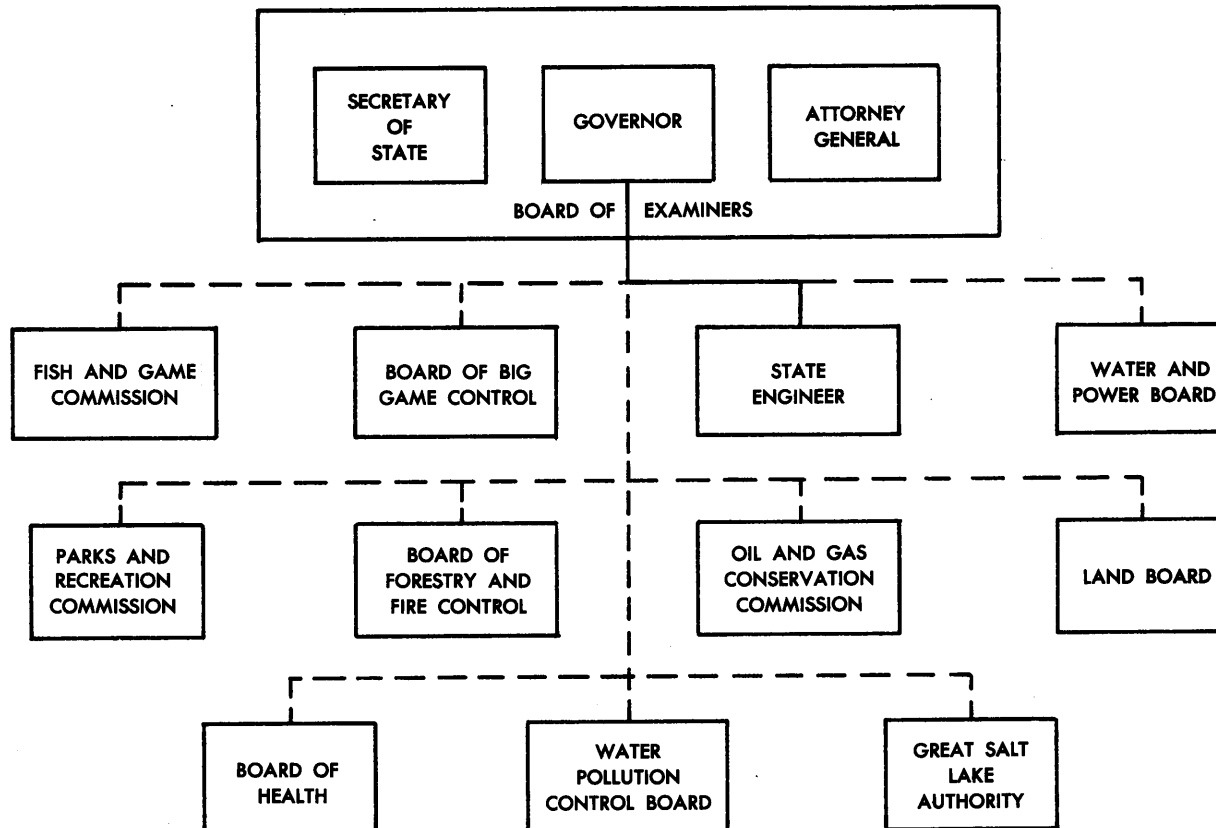 SECRETARY
OF
STATE
GOVERNOR
ATTORNEY
GENERAL
BOARD OF EXAMINERS
FISH AND GAME
COMMISSION
BOARD OF BIG
GAME CONTROL
STATE
ENGINEER
WATER AND
POWER BOARD
PARKS AND
RECREATION
COMMISSION
BOARD OF
FORESTRY AND
FIRE CONTROL
OIL AND GAS
CONSERVATION
COMMISSION
LAND BOARD
BOARD OF
HEALTH
WATER
POLLUTION
CONTROL BOARD
GREAT SALT
LAKE
AUTHORITY